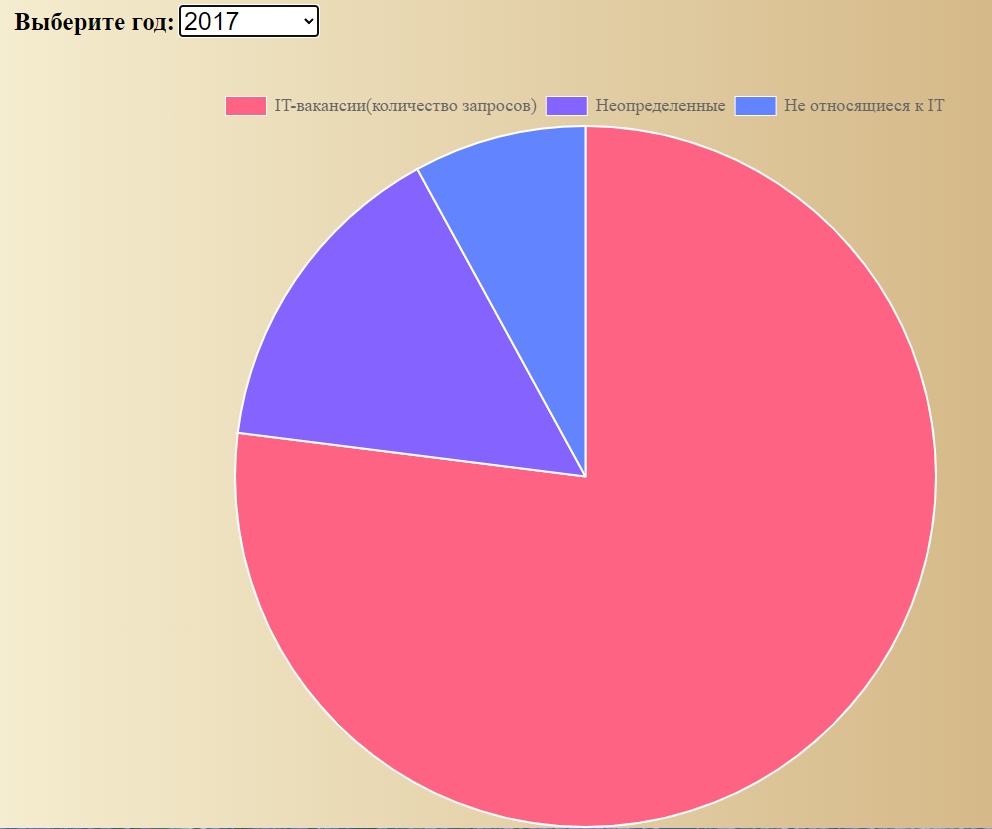 Выберите год: 2017
IT-вакансии(количество запросов) Неопределенные Не относящиеся к IT